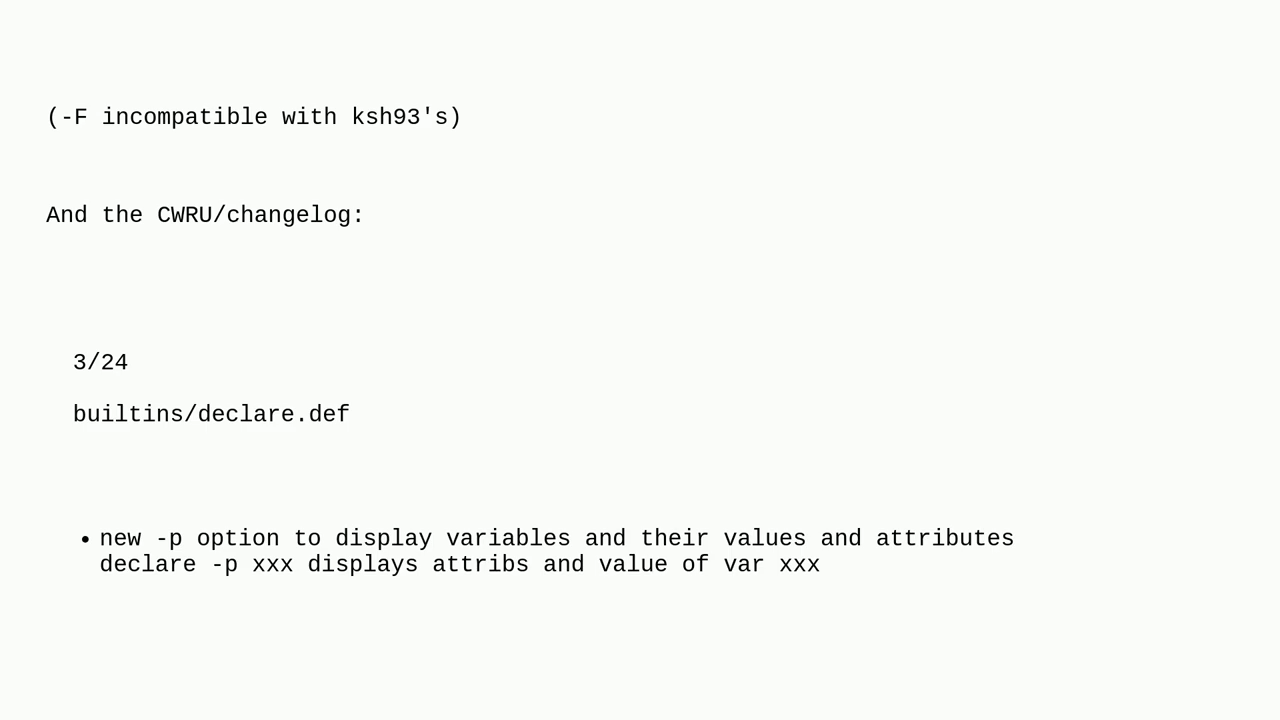 (-F incompatible with ksh93's)
And the CWRU/changelog:
3/24
builtins/declare.def
• new -p option to display variables and their values and attributes
declare -p xxx displays attribs and value of var xxx